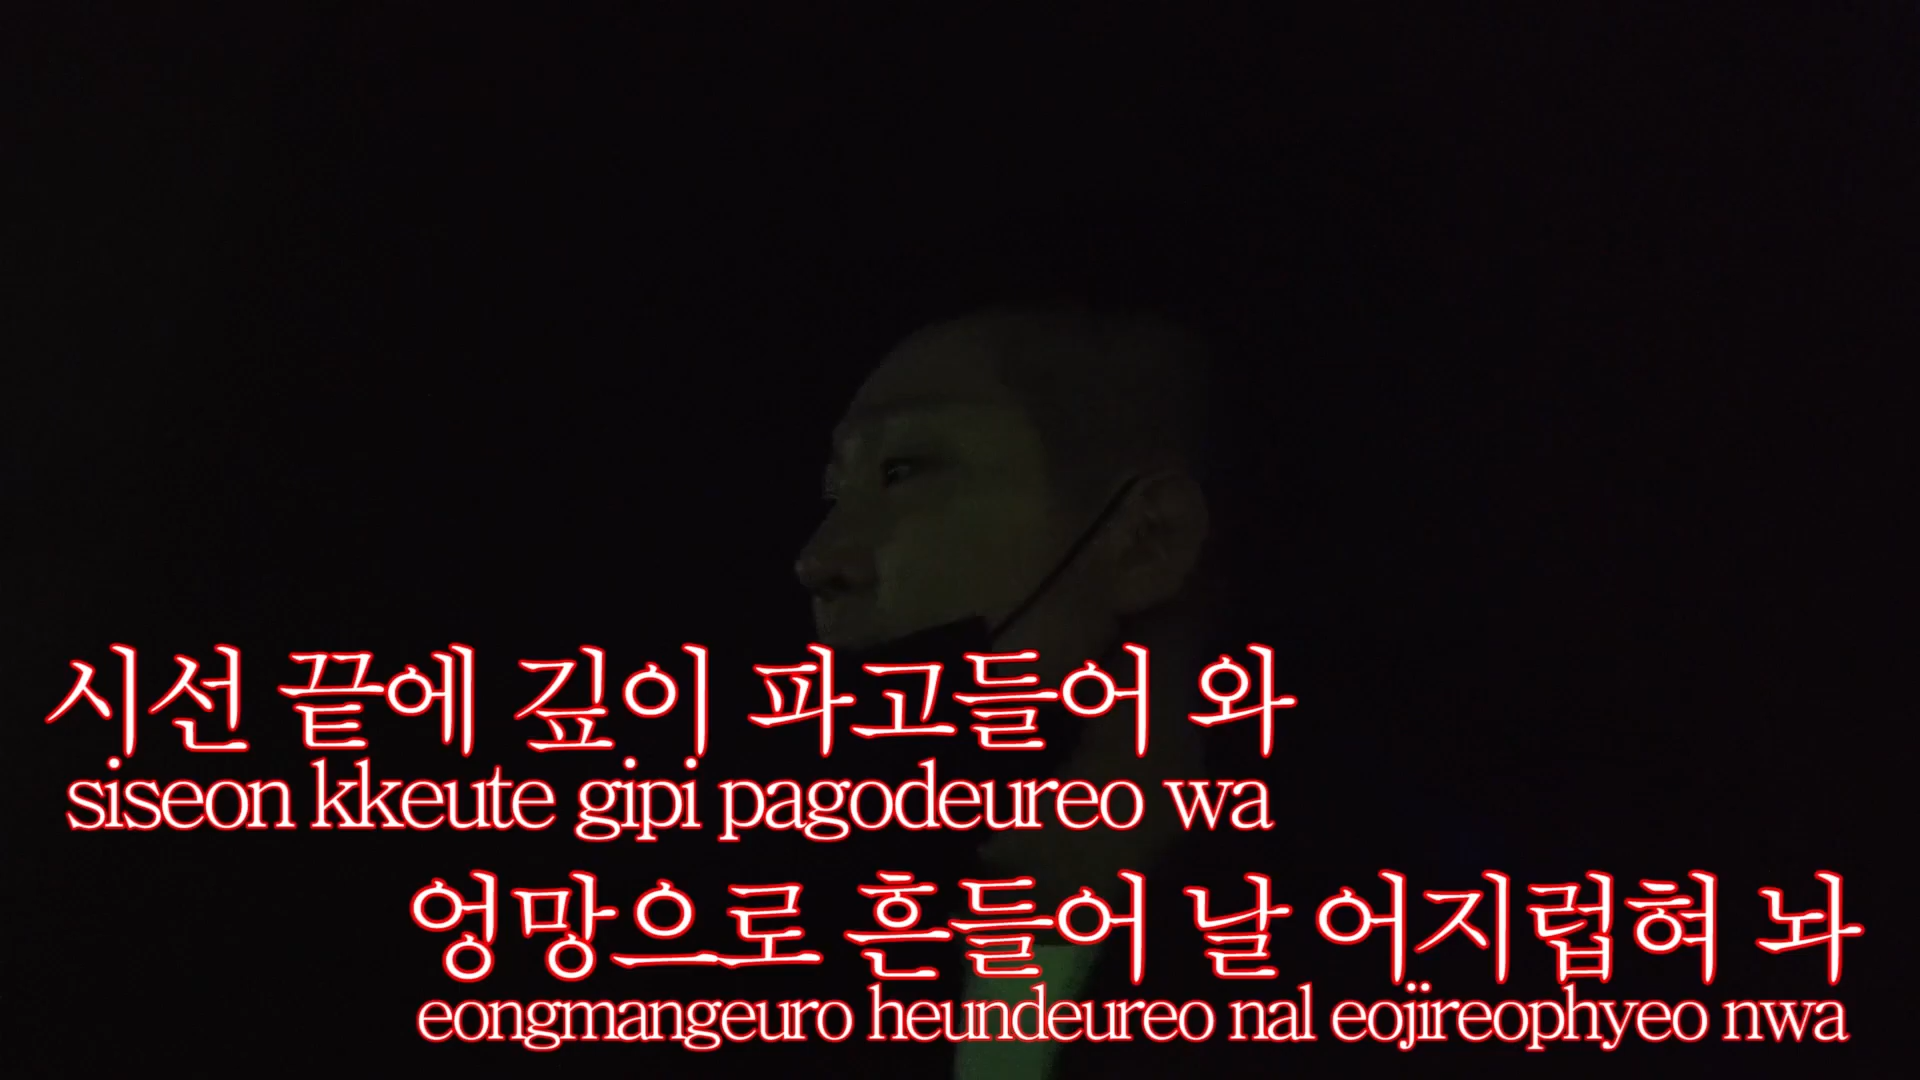 시선 끝에 깊이 파고들어 와
siseon kkeute gipi pagodeureo wa
엉망으로 흔들어 날 어지럽혀 놔
eongmangeuro heundeureo nal eojireophyeo nwa